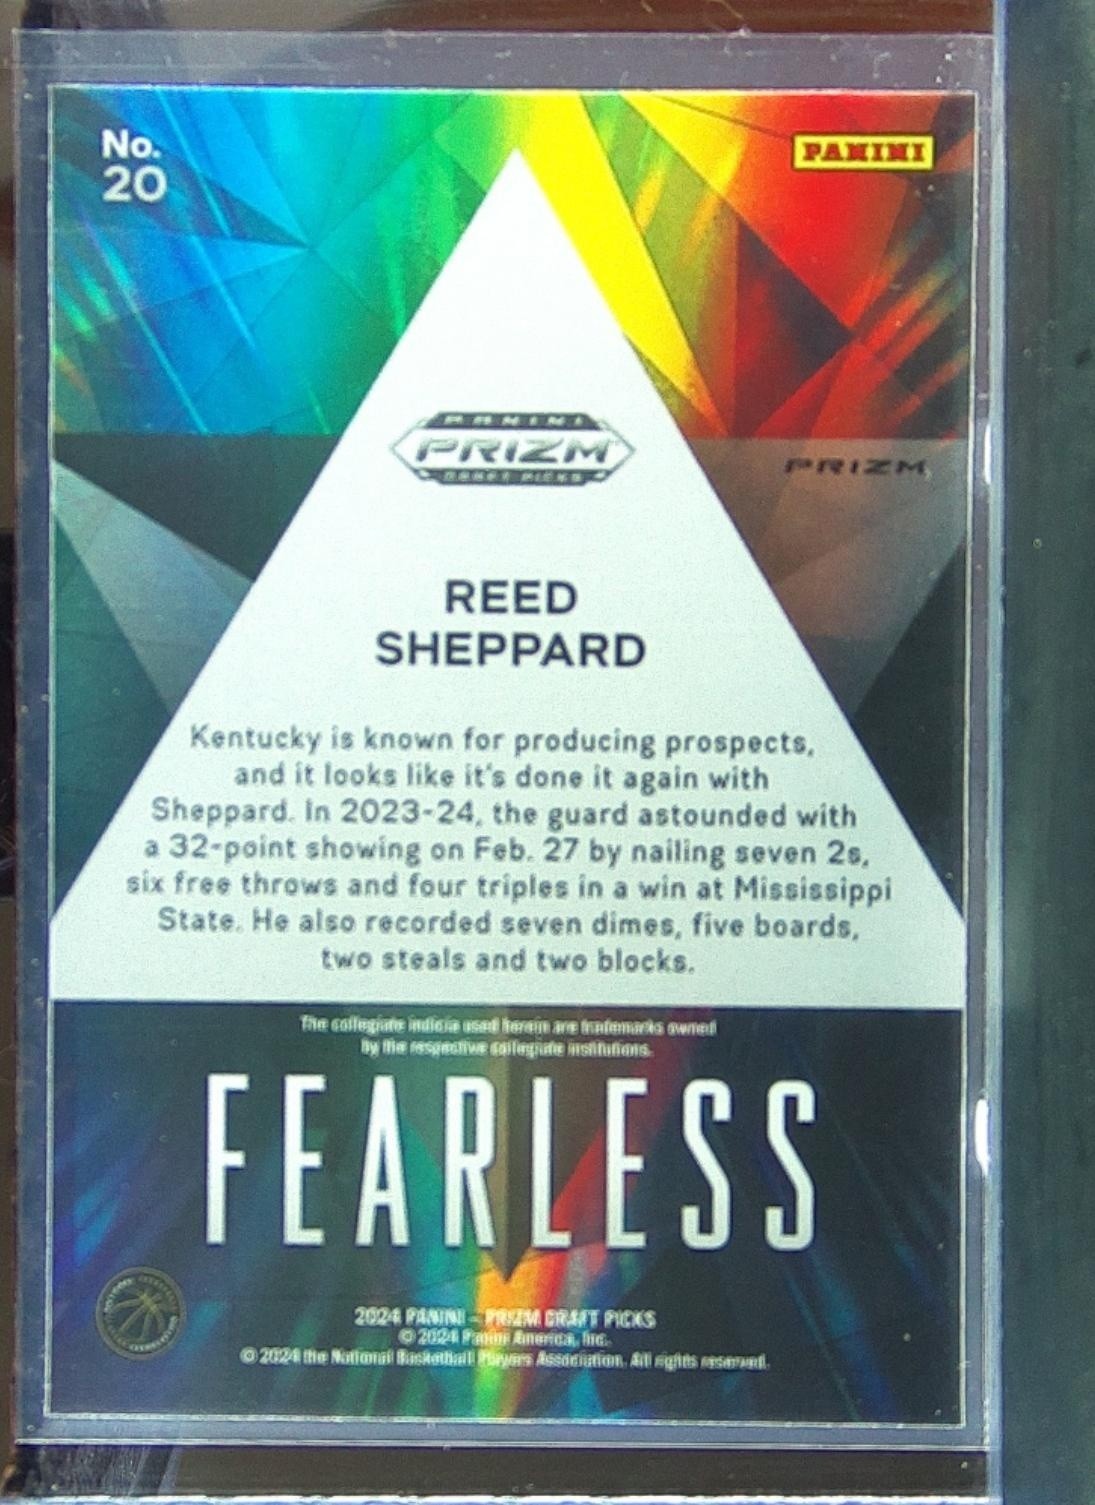 No.
20
PANINI
PANINI
PRIZM
DRAFT PICKS
PRIZM
REED
SHEPPARD
Kentucky is known for producing prospects,
and it looks like it's done it again with
Sheppard. In 2023-24, the guard astounded with
a 32-point showing on Feb. 27 by nailing seven 2s,
six free throws and four triples in a win at Mississippi
State. He also recorded seven dimes, five boards,
two steals and two blocks.
The collegiate indicia used herein are trademarks owned
by the respective collegiate institutions.
FEARLESS
2024 PANINI - PRIZM DRAFT PICKS
© 2024 Panini America, Inc.
© 2024 the National Basketball Players Association. All rights reserved.